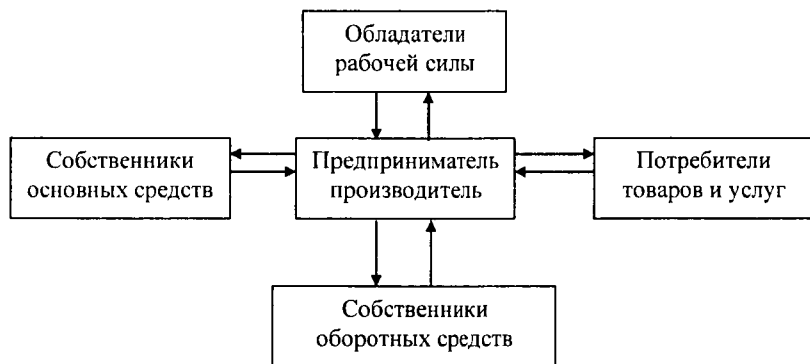 Обладатели
рабочей силы
Собственники
основных средств
Предприниматель
производитель
Потребители
товаров и услуг
Собственники
оборотных средств